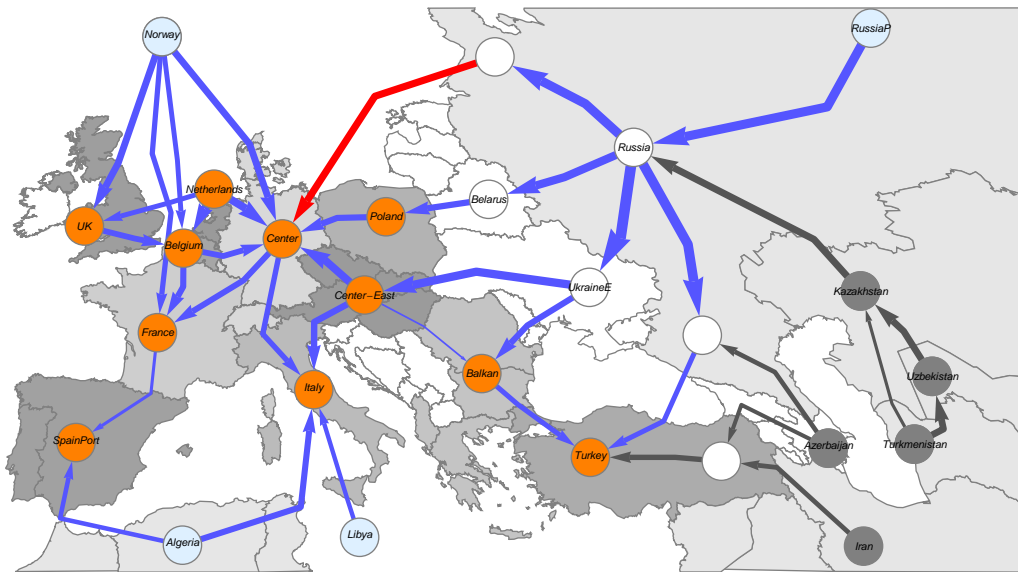 Norway
RussiaP
Russia
Netherlands
Belarus
Poland
UK
Center
Belgium
UkraineE
Center-East
Kazakhstan
France
Balkan
Uzbekistan
Italy
SpainPort
Azerbaijan
Turkmenistan
Turkey
Algeria
Libya
Iran